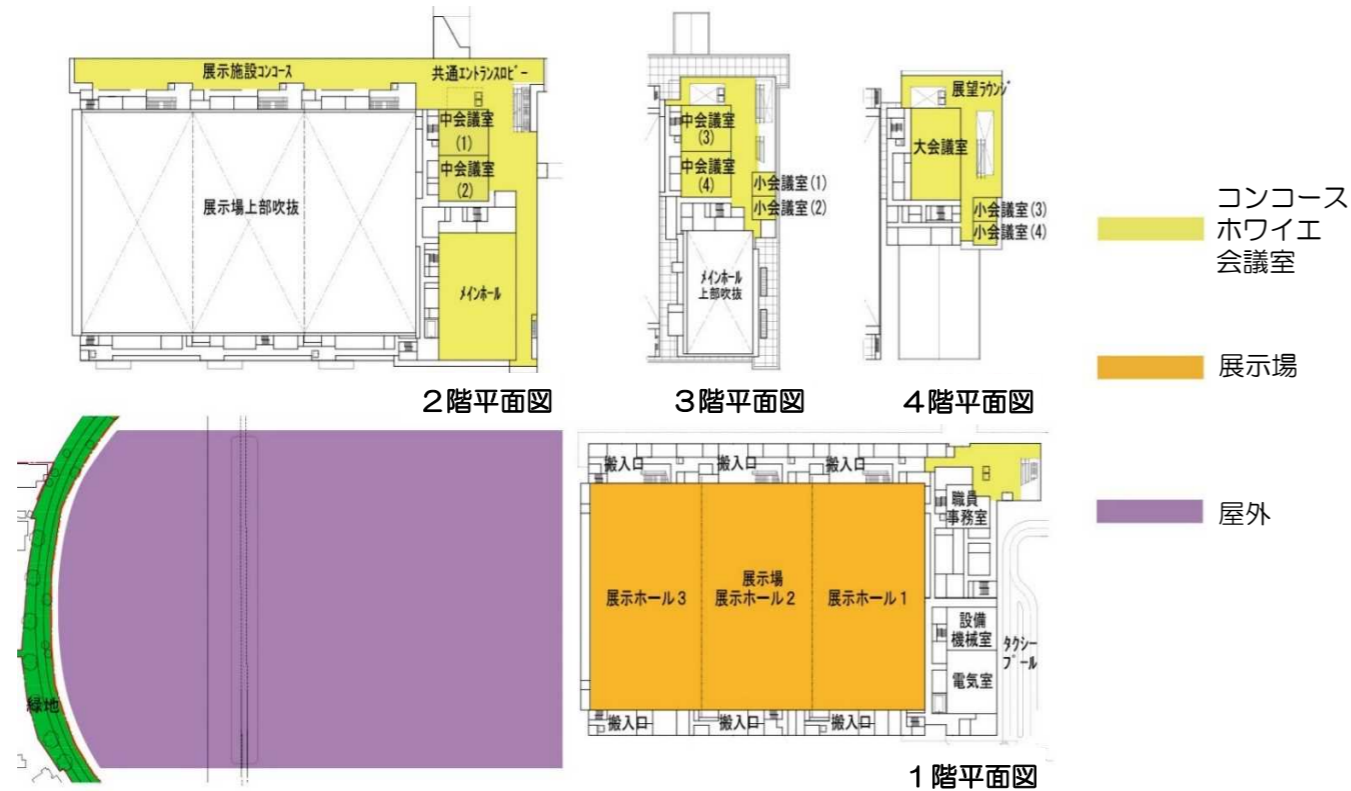 展示施設コンコース
共通エントランスロビー
中会議室
(1)
中会議室
(2)
展示場上部吹抜
メインホール
2階平面図
中会議室
(3)
中会議室
(4)
小会議室(1)
小会議室(2)
メインホール
上部吹抜
3階平面図
展望ラウンジ
大会議室
小会議室(3)
小会議室(4)
4階平面図
コンコース
ホワイエ
会議室
展示場
屋外
緑地
搬入口
搬入口
搬入口
職員
事務室
展示ホール3
展示場
展示ホール2
展示ホール1
設備
機械室
電気室
タクシー
プール
搬入口
搬入口
搬入口
1階平面図